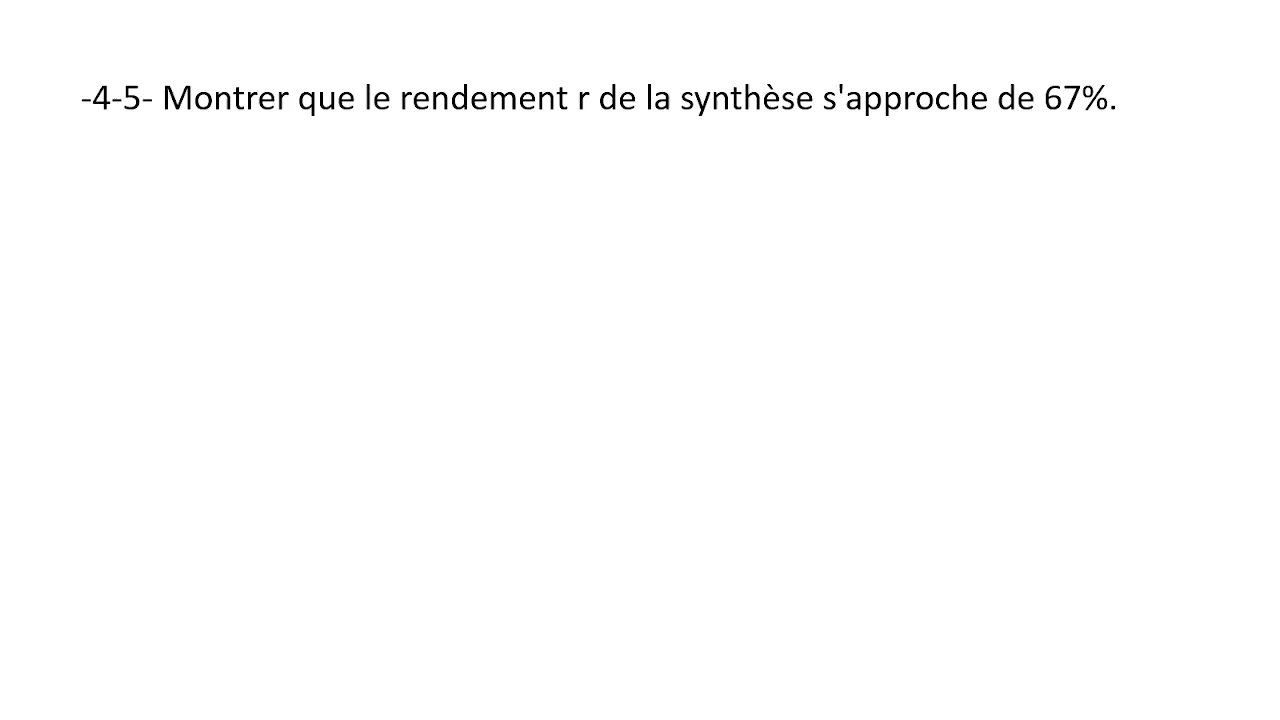 -4-5- Montrer que le rendement r de la synthèse s'approche de 67%.